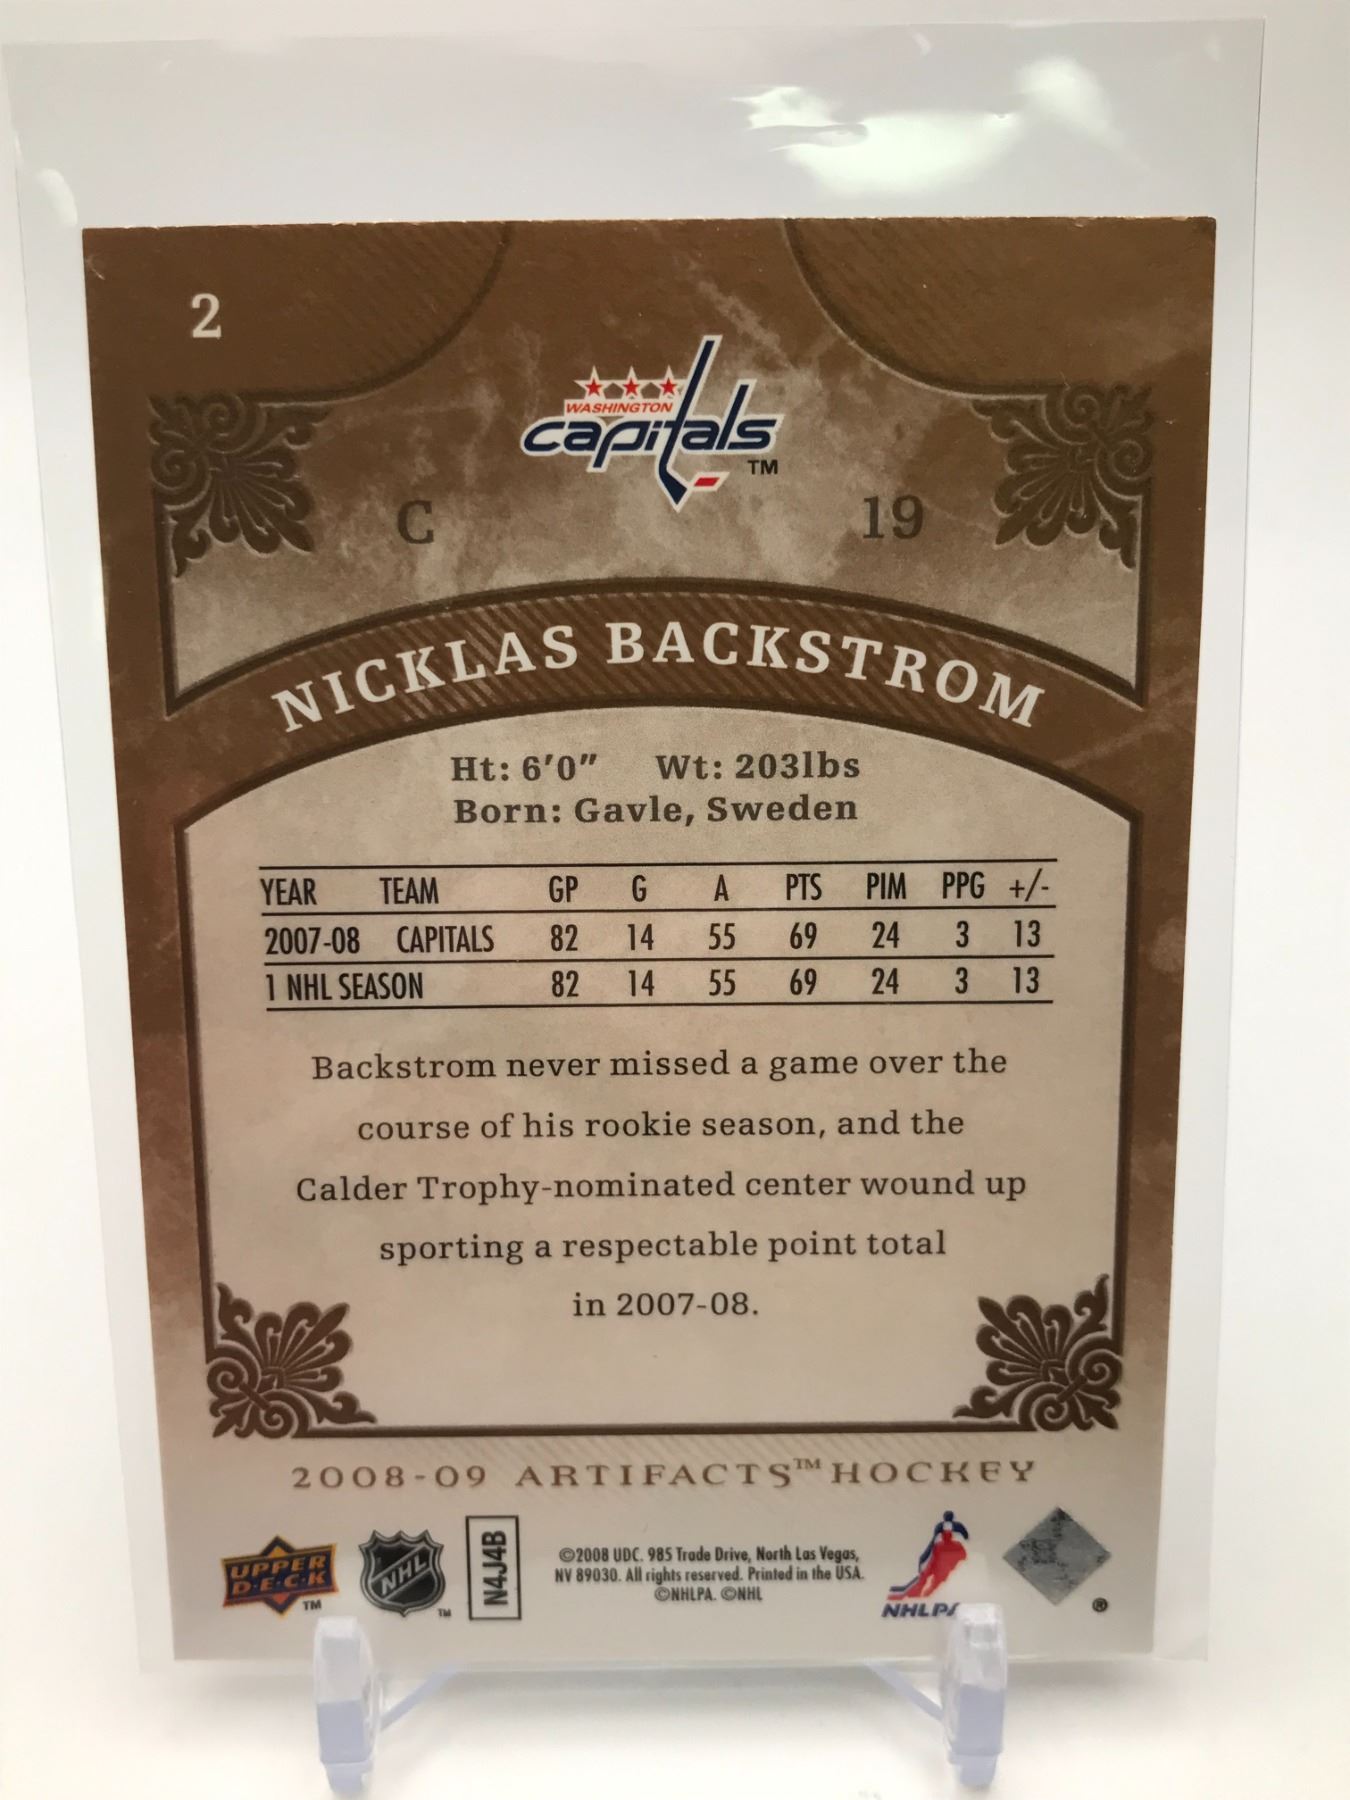 2
WASHINGTON
capitals
TM
C 19
NICKLAS BACKSTROM
Ht: 6'0" Wt: 203lbs
Born: Gavle, Sweden
YEAR TEAM GP G A PTS PIM PPG +/-
2007-08 CAPITALS 82 14 55 69 24 3 13
1 NHL SEASON 82 14 55 69 24 3 13
Backstrom never missed a game over the
course of his rookie season, and the
Calder Trophy-nominated center wound up
sporting a respectable point total
in 2007-08.
2008-09 ARTIFACTS™ HOCKEY
UPPER
D·E·C·K
TM
NHL
TM
N4J4B
©2008 UDC. 985 Trade Drive, North Las Vegas,
NV 89030. All rights reserved. Printed in the USA.
©NHLPA. ©NHL
NHLPA
®